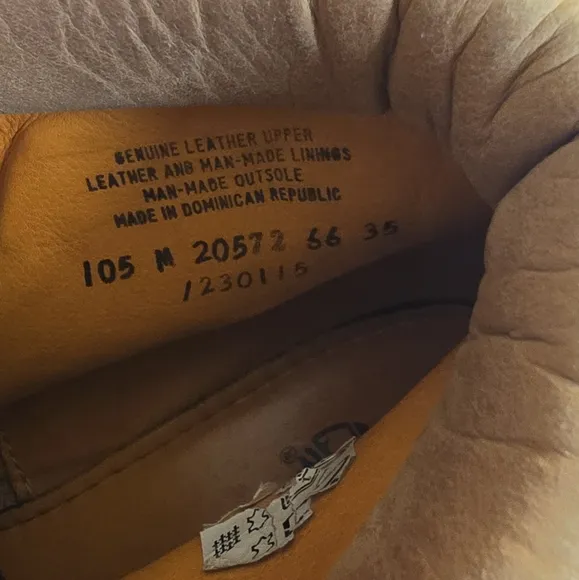 GENUINE LEATHER UPPER
LEATHER AND MAN-MADE LININGS
MAN-MADE OUTSOLE
MADE IN DOMINICAN REPUBLIC
105 M 20572 66 35
1230115